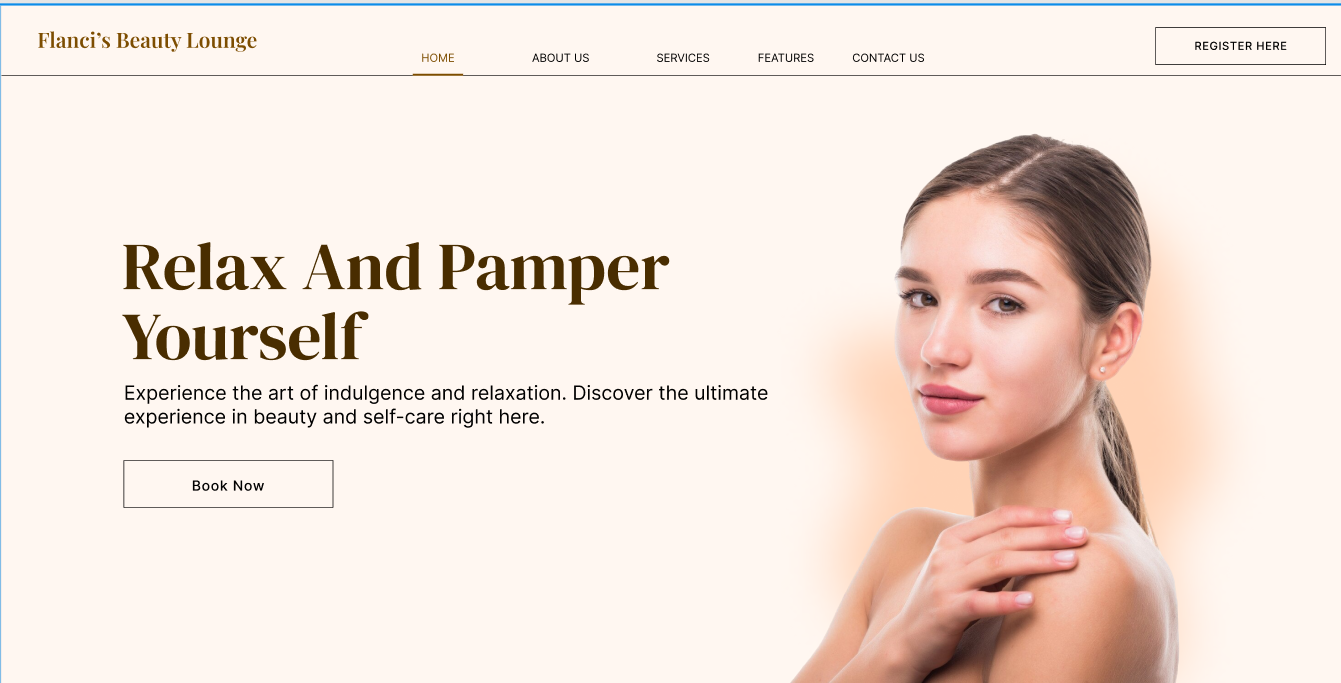 Flanci’s Beauty Lounge
HOME
ABOUT US
SERVICES
FEATURES
CONTACT US
REGISTER HERE
Relax And Pamper
Yourself
Experience the art of indulgence and relaxation. Discover the ultimate
experience in beauty and self-care right here.
Book Now